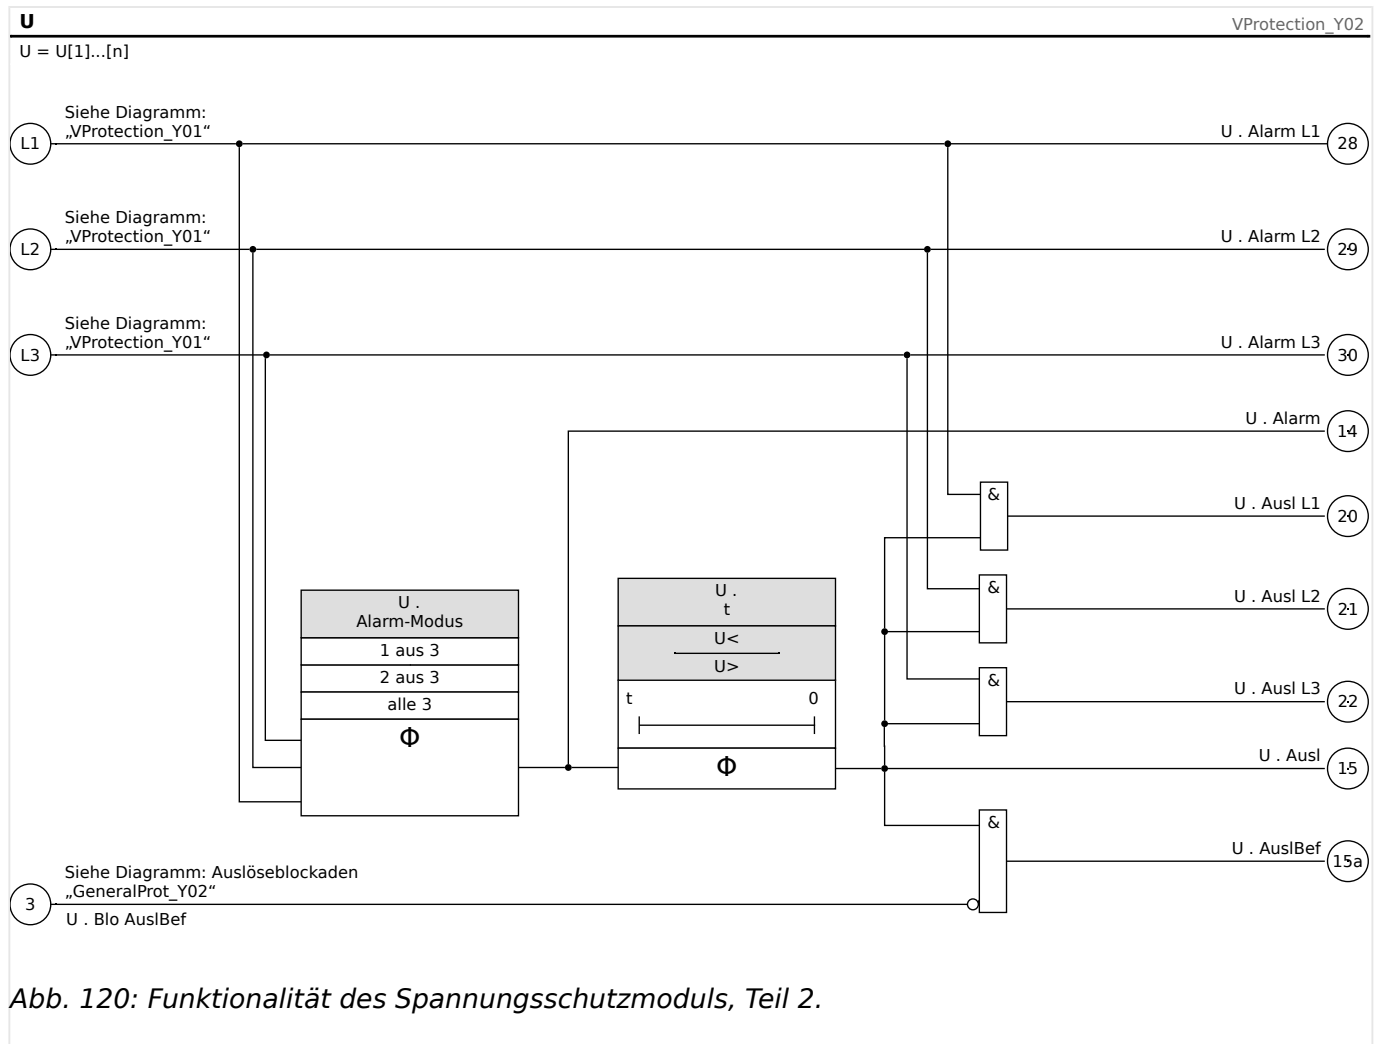 U
VProtection_Y02
U = U[1]...[n]
Siehe Diagramm:
„VProtection_Y01“
L1
U . Alarm L1
28
Siehe Diagramm:
„VProtection_Y01“
L2
U . Alarm L2
29
Siehe Diagramm:
„VProtection_Y01“
L3
U . Alarm L3
30
U . Alarm
14
&
U . Ausl L1
20
&
U . Ausl L2
21
U .
Alarm-Modus
1 aus 3
2 aus 3
alle 3
Φ
U .
t
U<
U>
t 0
Φ
&
U . Ausl L3
22
U . Ausl
15
&
U . AuslBef
15a
Siehe Diagramm: Auslöseblockaden
„GeneralProt_Y02“
3
U . Blo AuslBef
Abb. 120: Funktionalität des Spannungsschutzmoduls, Teil 2.